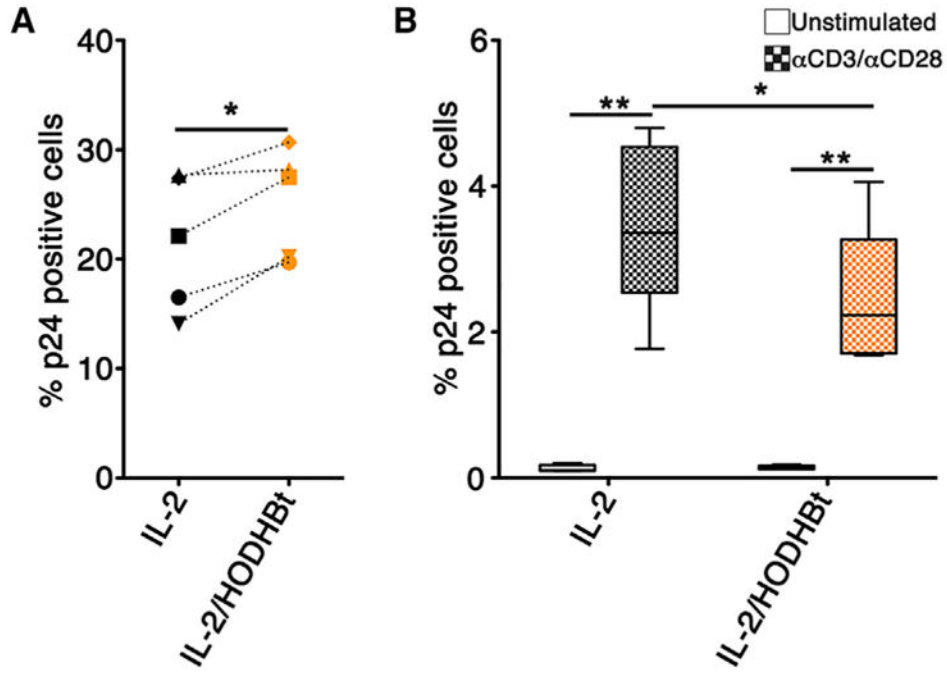 A
% p24 positive cells
40
30
20
10
0
*
IL-2
IL-2/HODHBt
B
% p24 positive cells
6
4
2
0
Unstimulated
αCD3/αCD28
**
*
**
IL-2
IL-2/HODHBt